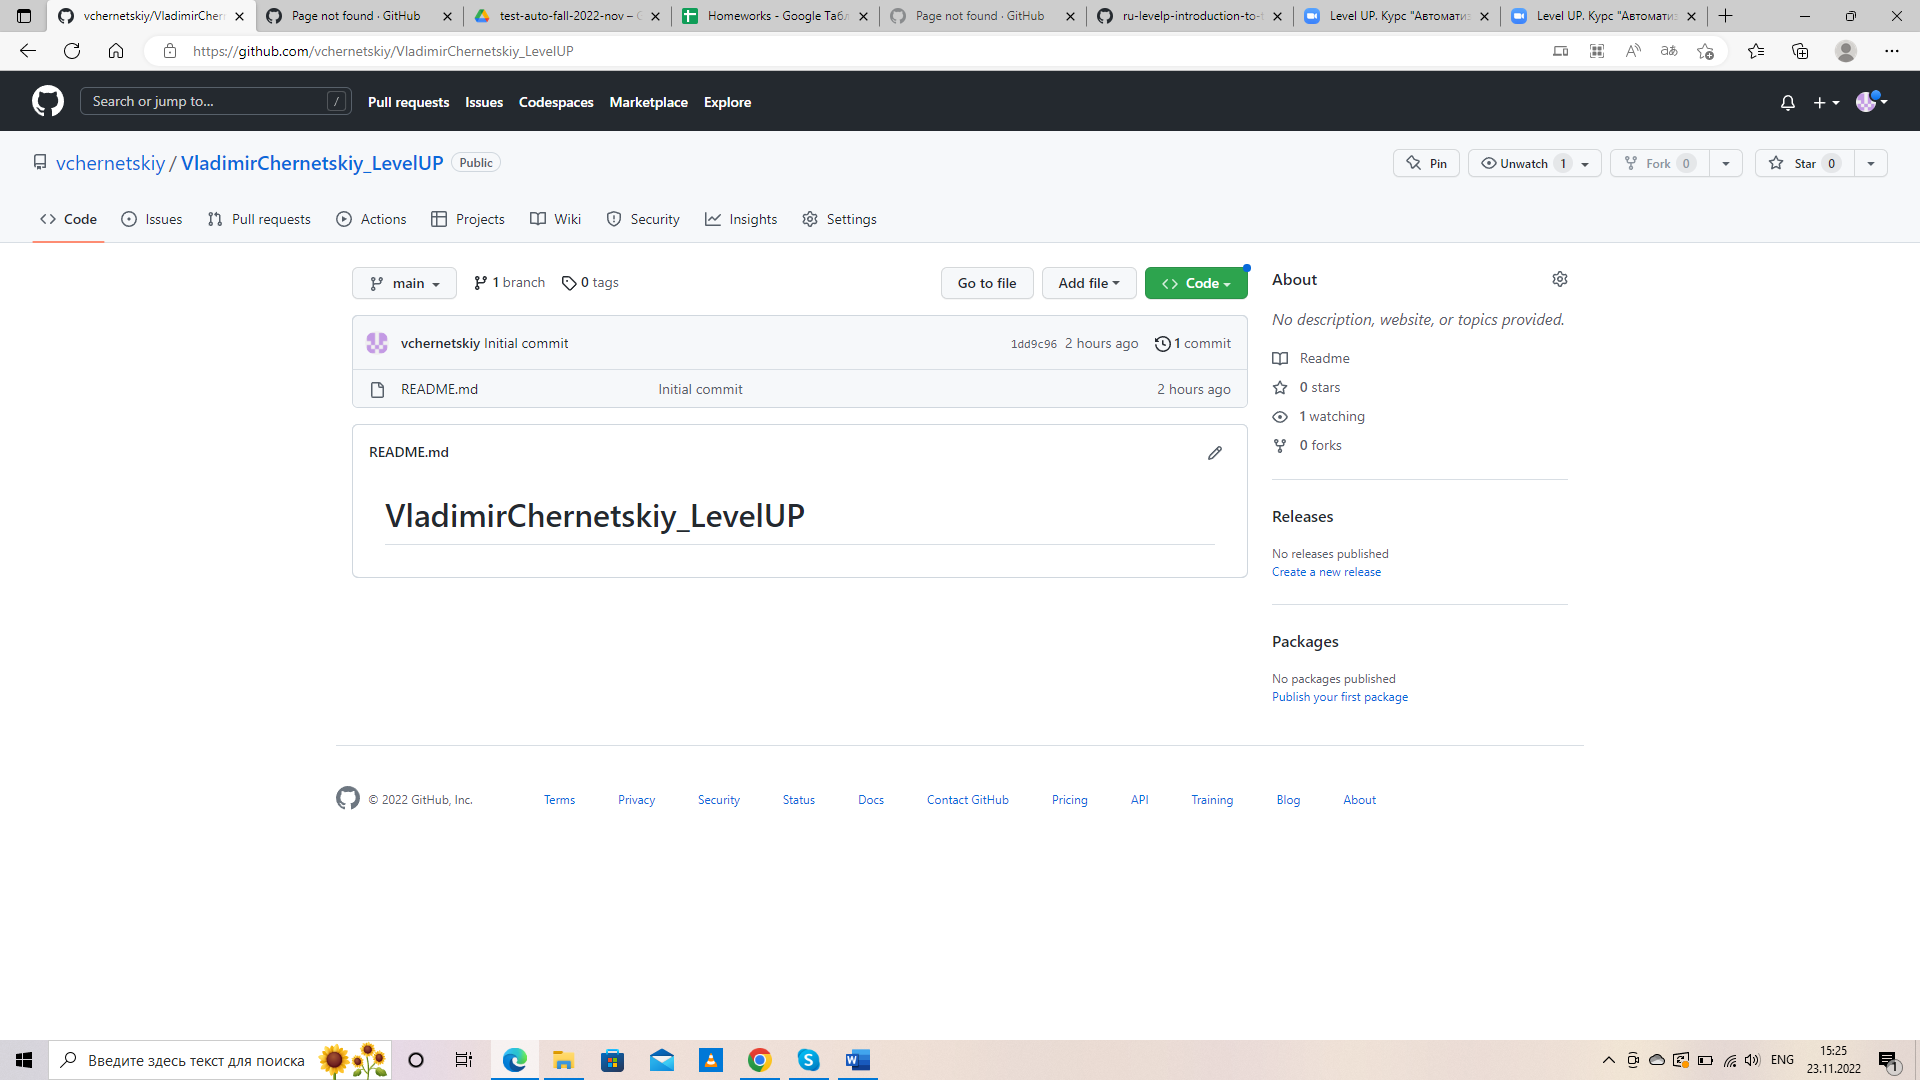 vchernetskiy/VladimirChern
Page not found · GitHub
test-auto-fall-2022-nov – G
Homeworks - Google Табл
Page not found · GitHub
ru-levelp-introduction-to-t
Level UP. Курс "Автоматиз
Level UP. Курс "Автоматиз
https://github.com/vchernetskiy/VladimirChernetskiy_LevelUP
Search or jump to...
/
Pull requests
Issues
Codespaces
Marketplace
Explore
vchernetskiy / VladimirChernetskiy_LevelUP
Public
Pin
Unwatch 1
Fork 0
Star 0
Code
Issues
Pull requests
Actions
Projects
Wiki
Security
Insights
Settings
main
1 branch
0 tags
Go to file
Add file
Code
vchernetskiy Initial commit
1dd9c96 2 hours ago
1 commit
README.md
Initial commit
2 hours ago
README.md
VladimirChernetskiy_LevelUP
About
No description, website, or topics provided.
Readme
0 stars
1 watching
0 forks
Releases
No releases published
Create a new release
Packages
No packages published
Publish your first package
© 2022 GitHub, Inc.
Terms
Privacy
Security
Status
Docs
Contact GitHub
Pricing
API
Training
Blog
About
Введите здесь текст для поиска
ENG
15:25
23.11.2022
1